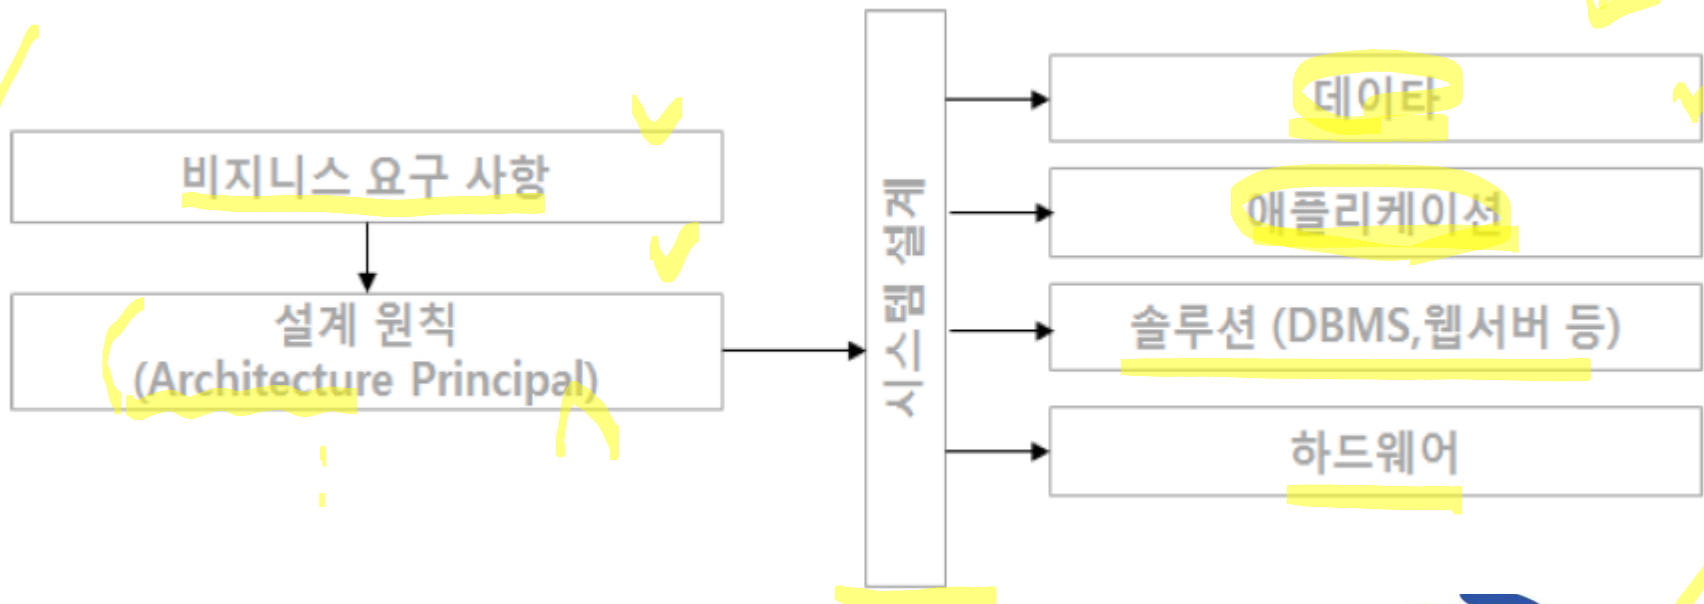 비지니스 요구 사항
설계 원칙
(Architecture Principal)
시스템 설계
데이타
애플리케이션
솔루션 (DBMS,웹서버 등)
하드웨어